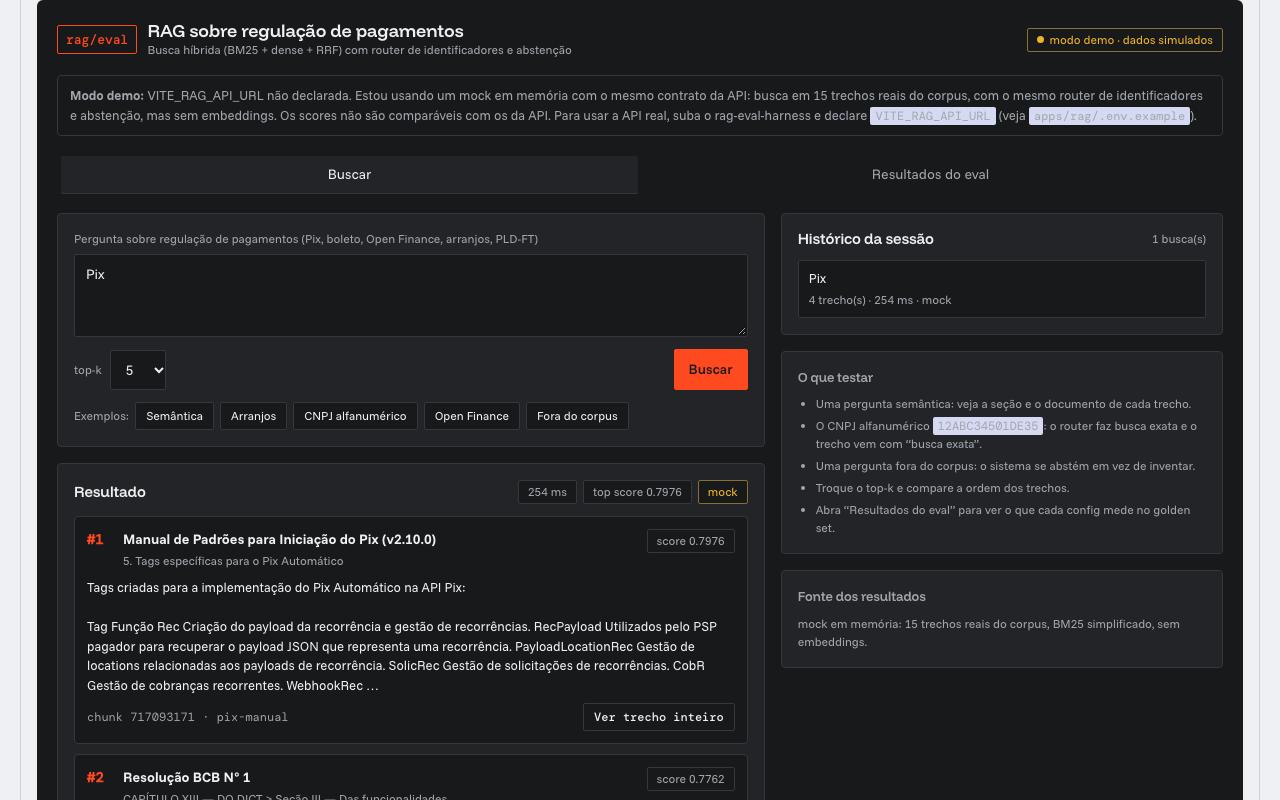 rag/eval
RAG sobre regulação de pagamentos
Busca híbrida (BM25 + dense + RRF) com router de identificadores e abstenção
modo demo · dados simulados
Modo demo: VITE_RAG_API_URL não declarada. Estou usando um mock em memória com o mesmo contrato da API: busca em 15 trechos reais do corpus, com o mesmo router de identificadores
e abstenção, mas sem embeddings. Os scores não são comparáveis com os da API. Para usar a API real, suba o rag-eval-harness e declare VITE_RAG_API_URL (veja apps/rag/.env.example).
Buscar
Resultados do eval
Pergunta sobre regulação de pagamentos (Pix, boleto, Open Finance, arranjos, PLD-FT)
Pix
top-k
5
Buscar
Exemplos:
Semântica
Arranjos
CNPJ alfanumérico
Open Finance
Fora do corpus
Resultado
254 ms
top score 0.7976
mock
#1
Manual de Padrões para Iniciação do Pix (v2.10.0)
score 0.7976
5. Tags específicas para o Pix Automático
Tags criadas para a implementação do Pix Automático na API Pix:
Tag Função Rec Criação do payload da recorrência e gestão de recorrências. RecPayload Utilizados pelo PSP
pagador para recuperar o payload JSON que representa uma recorrência. PayloadLocationRec Gestão de
locations relacionadas aos payloads de recorrência. SolicRec Gestão de solicitações de recorrências. CobR
Gestão de cobranças recorrentes. WebhookRec …
chunk 717093171 · pix-manual
Ver trecho inteiro
#2
Resolução BCB N° 1
score 0.7762
CAPÍTULO XIII — DO DICT > Seção III — Das funcionalidades
Histórico da sessão
1 busca(s)
Pix
4 trecho(s) · 254 ms · mock
O que testar
• Uma pergunta semântica: veja a seção e o documento de cada trecho.
• O CNPJ alfanumérico 12ABC34501DE35: o router faz busca exata e o
trecho vem com “busca exata”.
• Uma pergunta fora do corpus: o sistema se abstém em vez de inventar.
• Troque o top-k e compare a ordem dos trechos.
• Abra “Resultados do eval” para ver o que cada config mede no golden
set.
Fonte dos resultados
mock em memória: 15 trechos reais do corpus, BM25 simplificado, sem
embeddings.